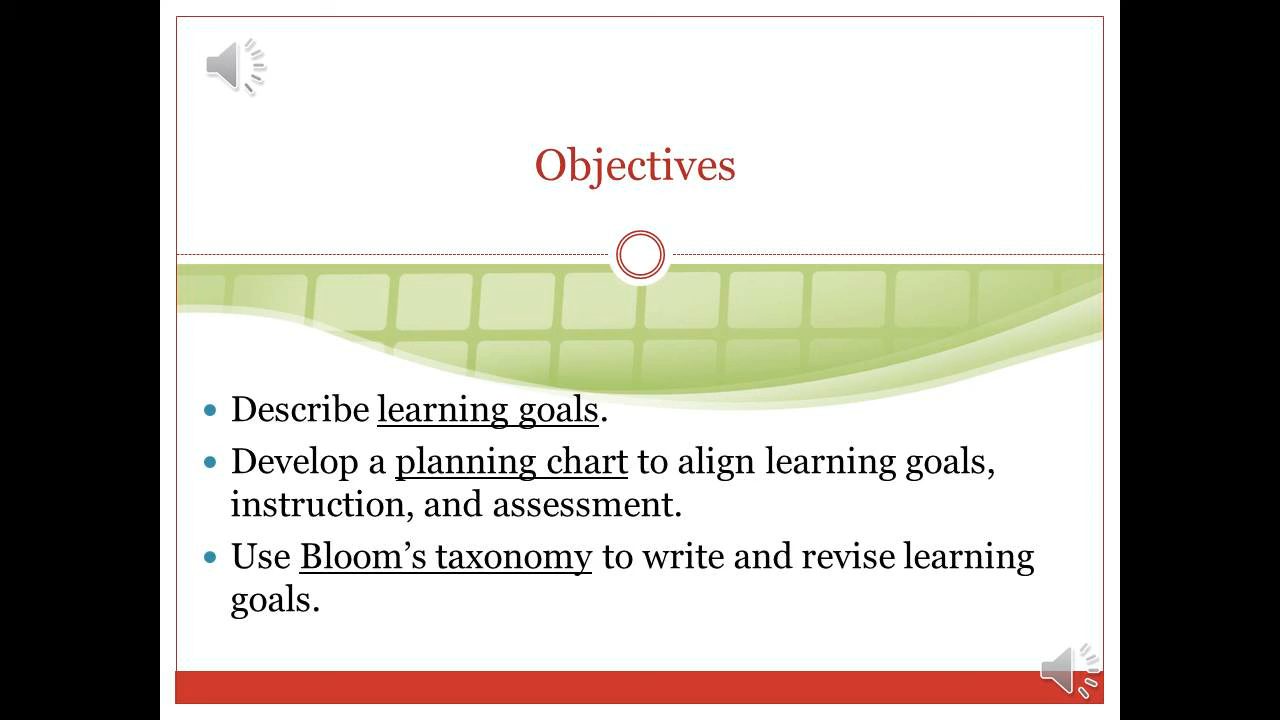 Objectives
Describe learning goals.
Develop a planning chart to align learning goals,
instruction, and assessment.
Use Bloom’s taxonomy to write and revise learning
goals.